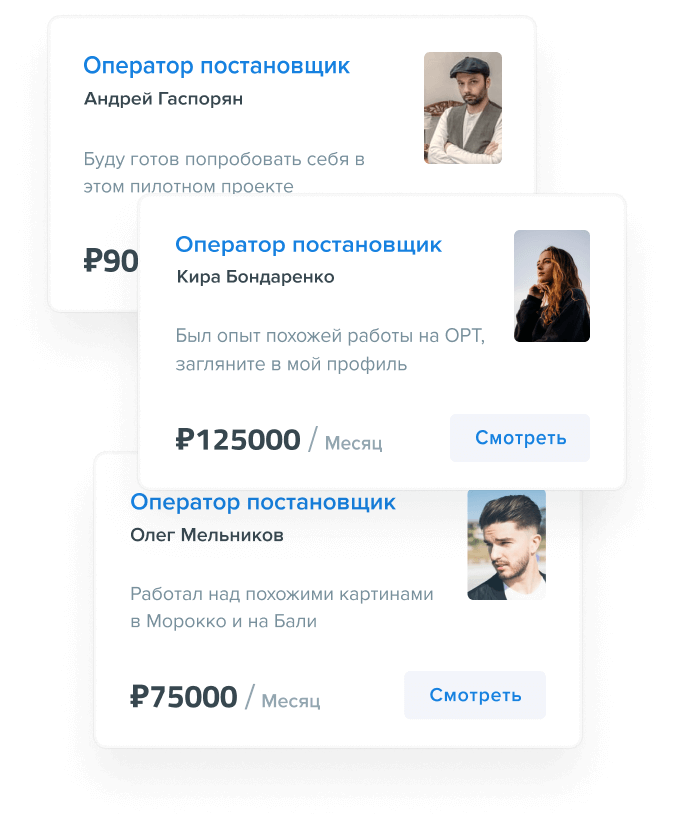 Оператор постановщик
Андрей Гаспорян
Буду готов попробовать себя в
этом пилотном проекте
₽90
Оператор постановщик
Кира Бондаренко
Был опыт похожей работы на ОРТ,
загляните в мой профиль
₽125000 / Месяц
Смотреть
Оператор постановщик
Олег Мельников
Работал над похожими картинами
в Морокко и на Бали
₽75000 / Месяц
Смотреть